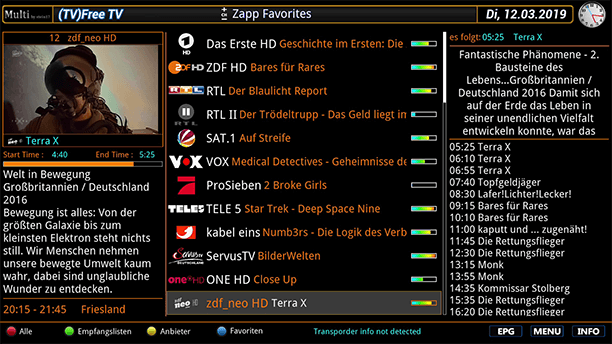 Multi
(TV)Free TV
Zapp Favorites
Di, 12.03.2019
12 zdf_neo HD
Terra X
Start Time : 4:40 End Time : 5:25
Welt in Bewegung
Großbritannien / Deutschland
2016
Bewegung ist alles: Von der
größten Galaxie bis zum
kleinsten Elektron steht nichts
still. Wir Menschen nehmen
unsere bewegte Umwelt kaum
wahr, dabei sind unglaubliche
Wunder zu entdecken.
20:15 - 21:45 Friesland
Das Erste HD Geschichte im Ersten: Die
ZDF HD Bares für Rares
RTL Der Blaulicht Report
RTL II Der Trödeltrupp - Das Geld liegt im
SAT.1 Auf Streife
VOX Medical Detectives - Geheimnisse de
ProSieben 2 Broke Girls
TELE 5 Star Trek - Deep Space Nine
kabel eins Numb3rs - Die Logik des Verb
ServusTV BilderWelten
ONE HD Close Up
zdf_neo HD Terra X
es folgt: 05:25 Terra X
Fantastische Phänomene - 2.
Bausteine des
Lebens...Großbritannien /
Deutschland 2016 Damit sich
auf der Erde das Leben in
seiner unendlichen Vielfalt
entwickeln konnte, war das
05:25 Terra X
06:10 Terra X
06:55 Terra X
07:40 Topfgeldjäger
08:30 Lafer!Lichter!Lecker!
09:15 Bares für Rares
10:10 Bares für Rares
11:00 kaputt und ... zugenäht!
11:45 Die Rettungsflieger
12:30 Die Rettungsflieger
13:15 Monk
13:55 Monk
14:35 Kommissar Stolberg
15:35 Die Rettungsflieger
16:20 Die Rettungsflieger
Alle
Empfangslisten
Anbieter
Favoriten
Transporder info not detected
EPG
MENU
INFO